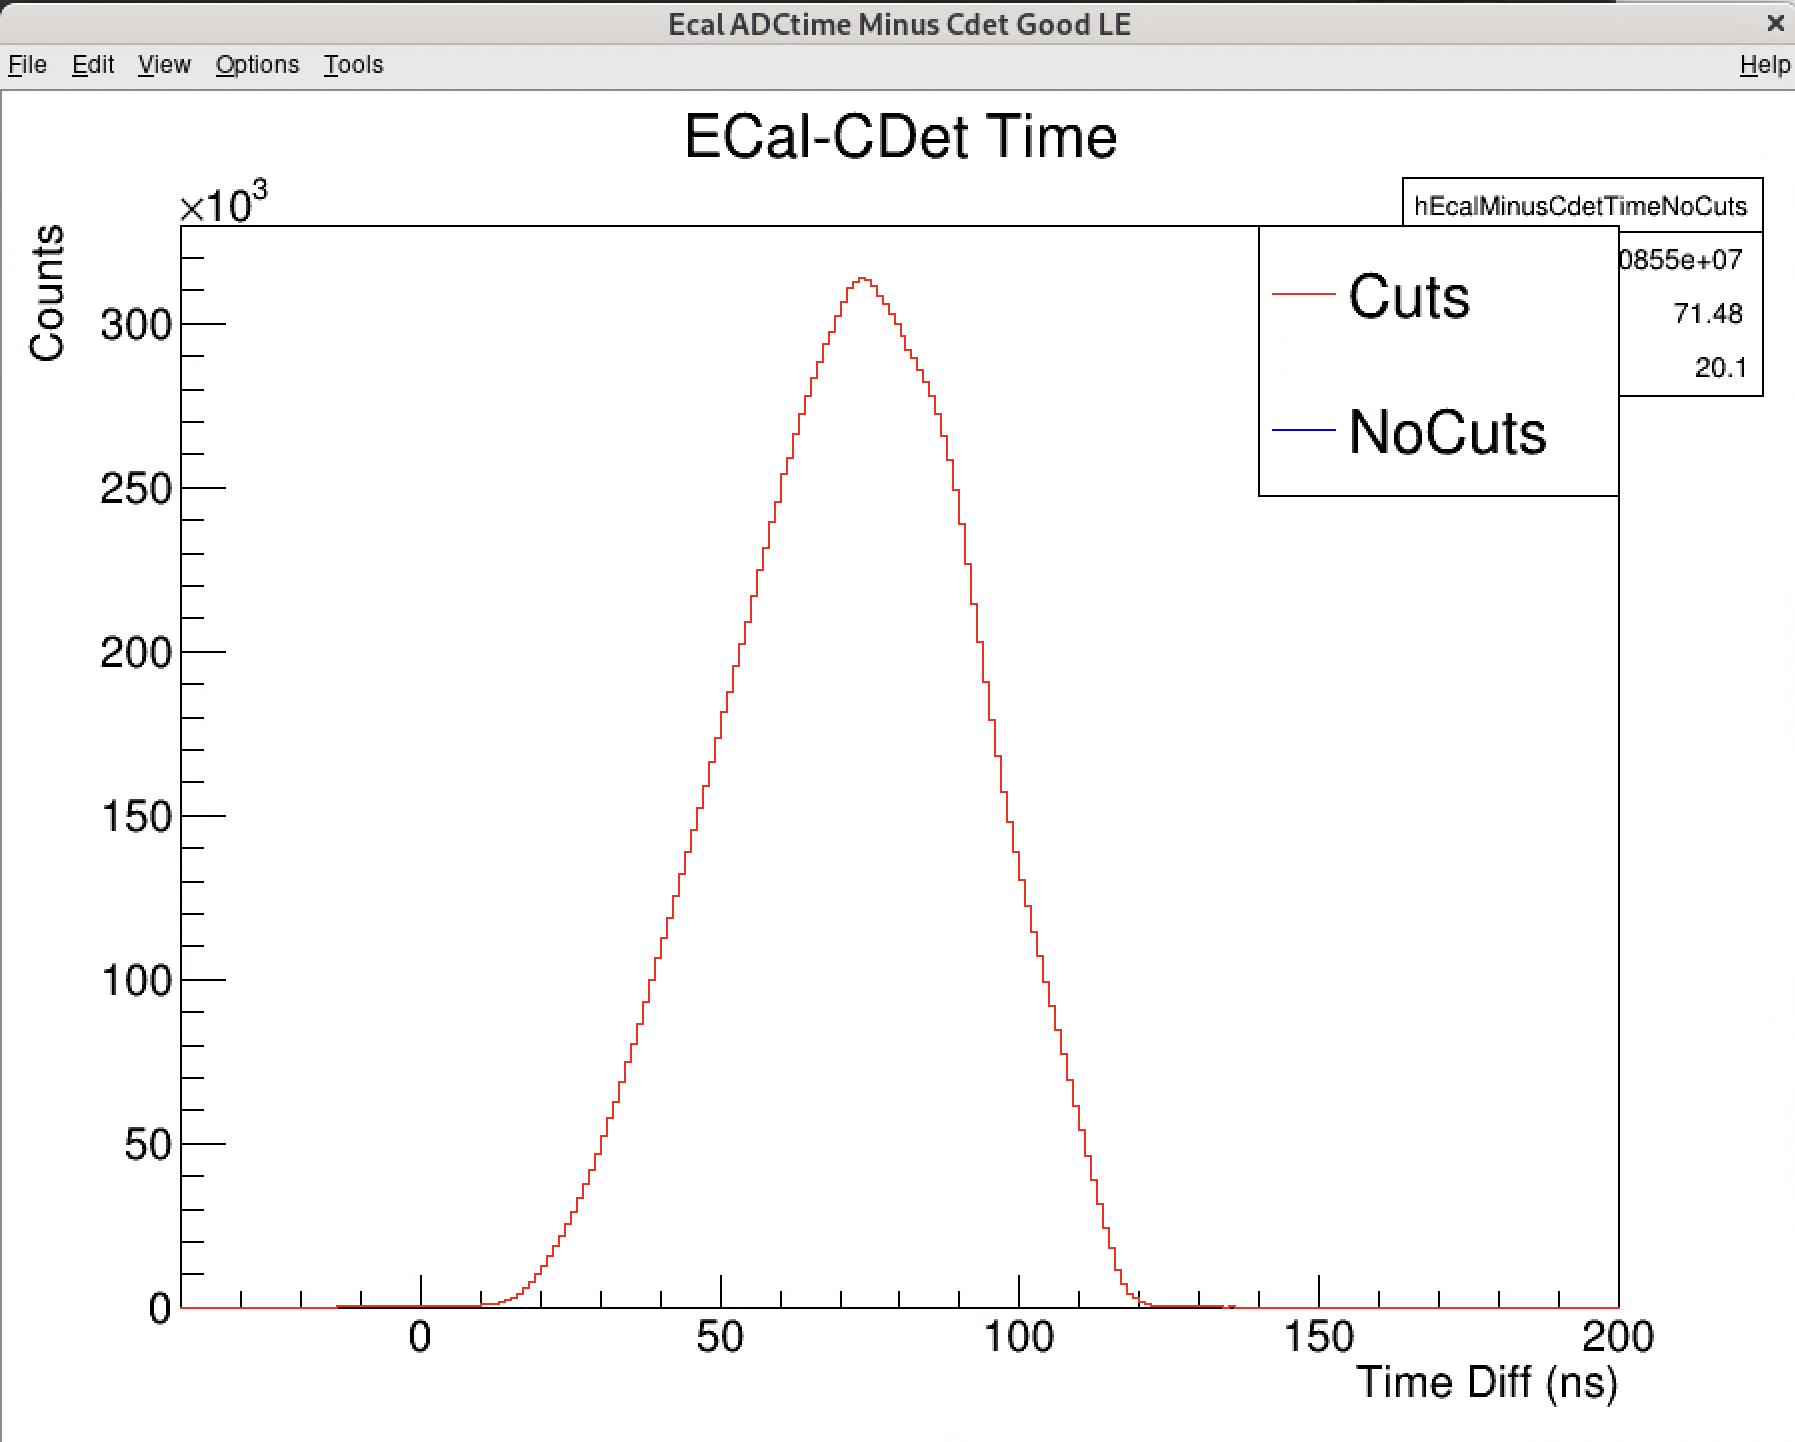 Ecal ADCtime Minus Cdet Good LE
File Edit View Options Tools Help
ECal-CDet Time
×10³
hEcalMinusCdetTimeNoCuts
0855e+07
71.48
20.1
Cuts
NoCuts
Counts
300
250
200
150
100
50
0
0 50 100 150 200
Time Diff (ns)